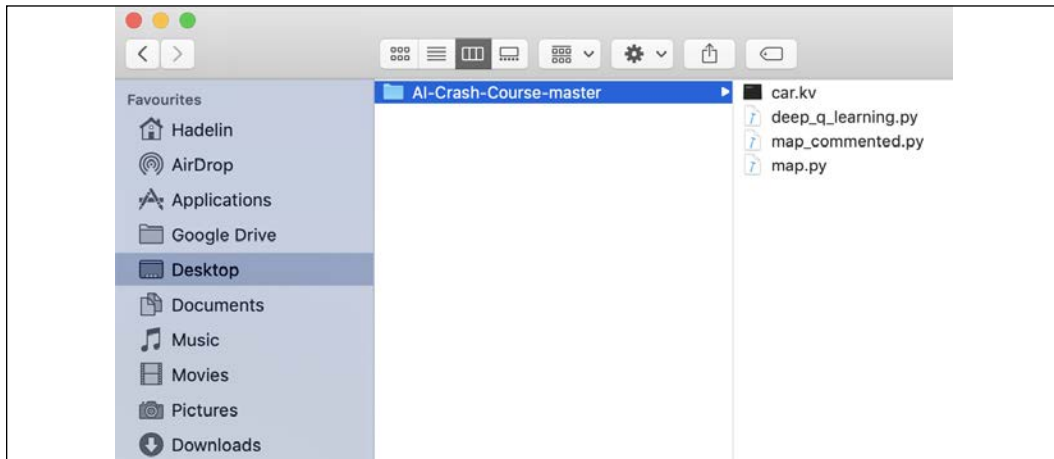 Favourites
Hadelin
AirDrop
Applications
Google Drive
Desktop
Documents
Music
Movies
Pictures
Downloads
AI-Crash-Course-master
car.kv
deep_q_learning.py
map_commented.py
map.py